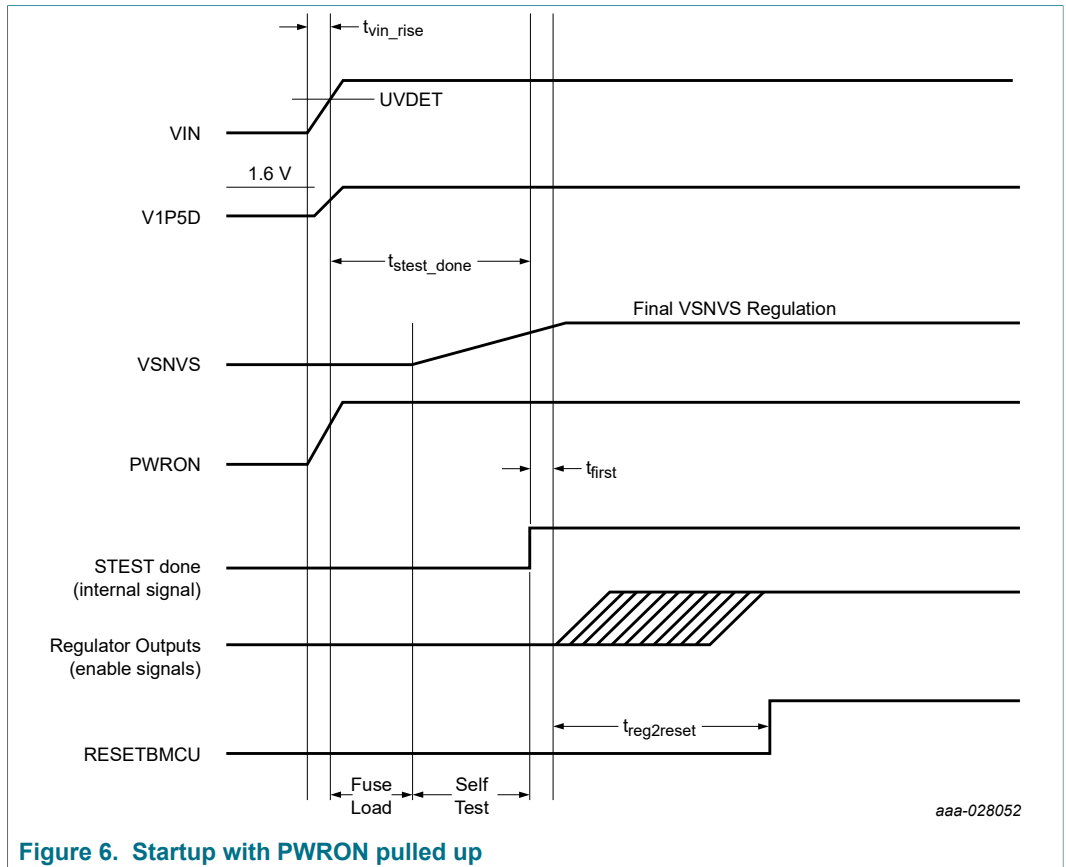 tvin_rise
UVDET
VIN
1.6 V
V1P5D
tstest_done
Final VSNVS Regulation
VSNVS
PWRON
tfirst
STEST done
(internal signal)
Regulator Outputs
(enable signals)
treg2reset
RESETBMCU
Fuse
Load
Self
Test
aaa-028052
Figure 6. Startup with PWRON pulled up